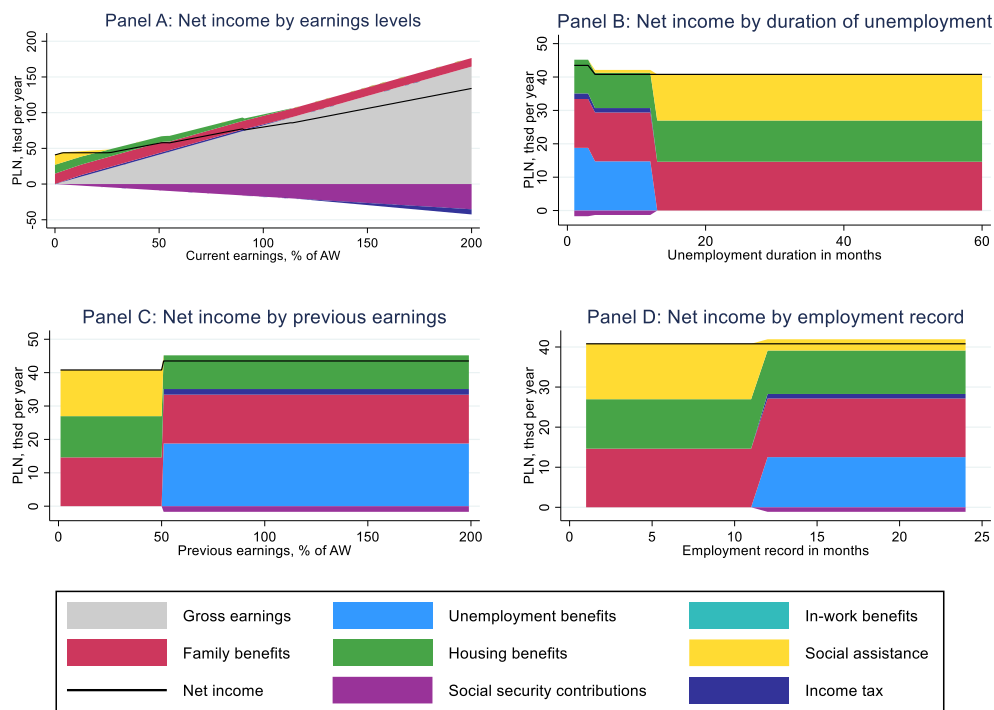 Panel A: Net income by earnings levels
PLN, thsd per year
200
150
100
50
0
-50
0 50 100 150 200
Current earnings, % of AW
Panel B: Net income by duration of unemployment
PLN, thsd per year
50
40
30
20
10
0
0 20 40 60
Unemployment duration in months
Panel C: Net income by previous earnings
PLN, thsd per year
50
40
30
20
10
0
0 50 100 150 200
Previous earnings, % of AW
Panel D: Net income by employment record
PLN, thsd per year
40
30
20
10
0
0 5 10 15 20 25
Employment record in months
Gross earnings Unemployment benefits In-work benefits
Family benefits Housing benefits Social assistance
Net income Social security contributions Income tax